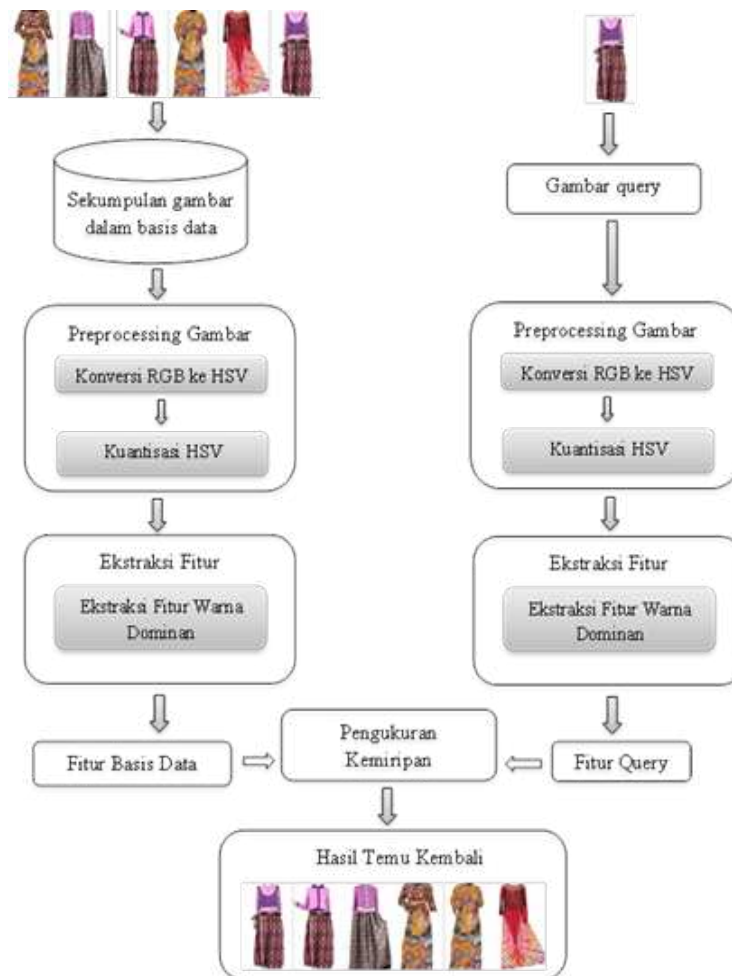 Sekumpulan gambar
dalam basis data
Preprocessing Gambar
Konversi RGB ke HSV
Kuantisasi HSV
Ekstraksi Fitur
Ekstraksi Fitur Warna
Dominan
Fitur Basis Data
Gambar query
Preprocessing Gambar
Konversi RGB ke HSV
Kuantisasi HSV
Ekstraksi Fitur
Ekstraksi Fitur Warna
Dominan
Fitur Query
Pengukuran
Kemiripan
Hasil Temu Kembali